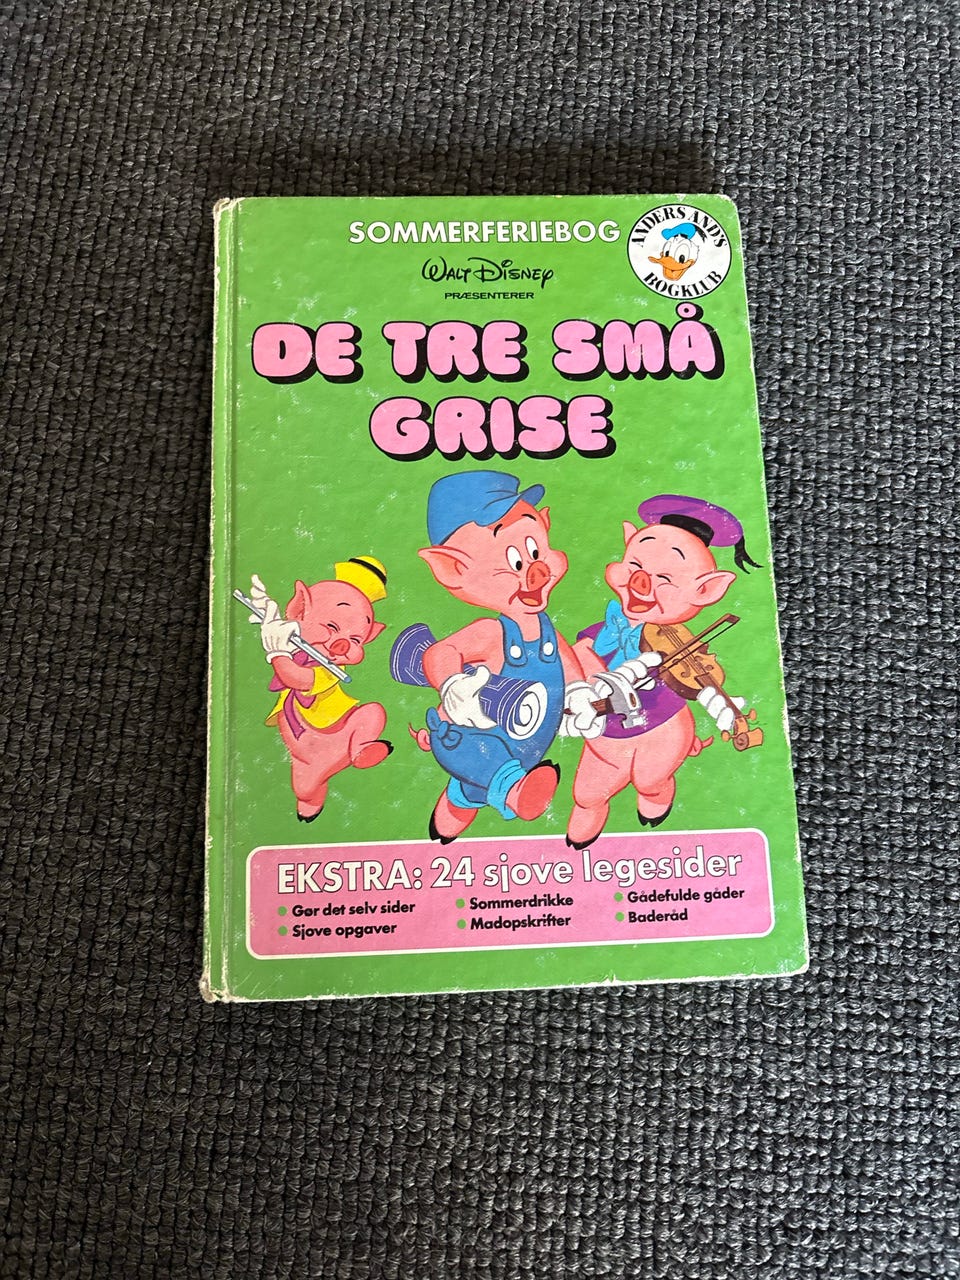 SOMMERFERIEBOG
ANDERS AND'S
BOGKLUB
WALT DISNEY
PRÆSENTERER
DE TRE SMÅ
GRISE
EKSTRA: 24 sjove legesider
Gør det selv sider
Sjove opgaver
Sommerdrikke
Madopskrifter
Gådefulde gåder
Baderåd